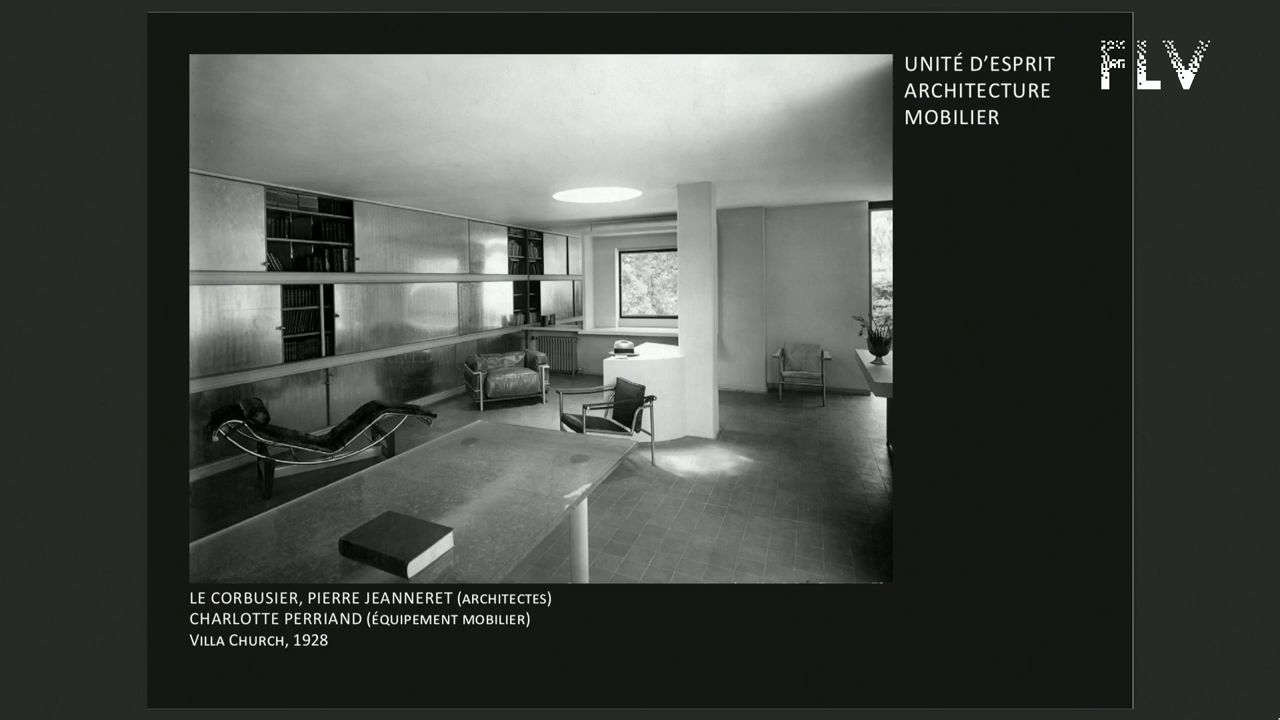 UNITÉ D'ESPRIT
ARCHITECTURE
MOBILIER
FLV
LE CORBUSIER, PIERRE JEANNERET (ARCHITECTES)
CHARLOTTE PERRIAND (ÉQUIPEMENT MOBILIER)
VILLA CHURCH, 1928